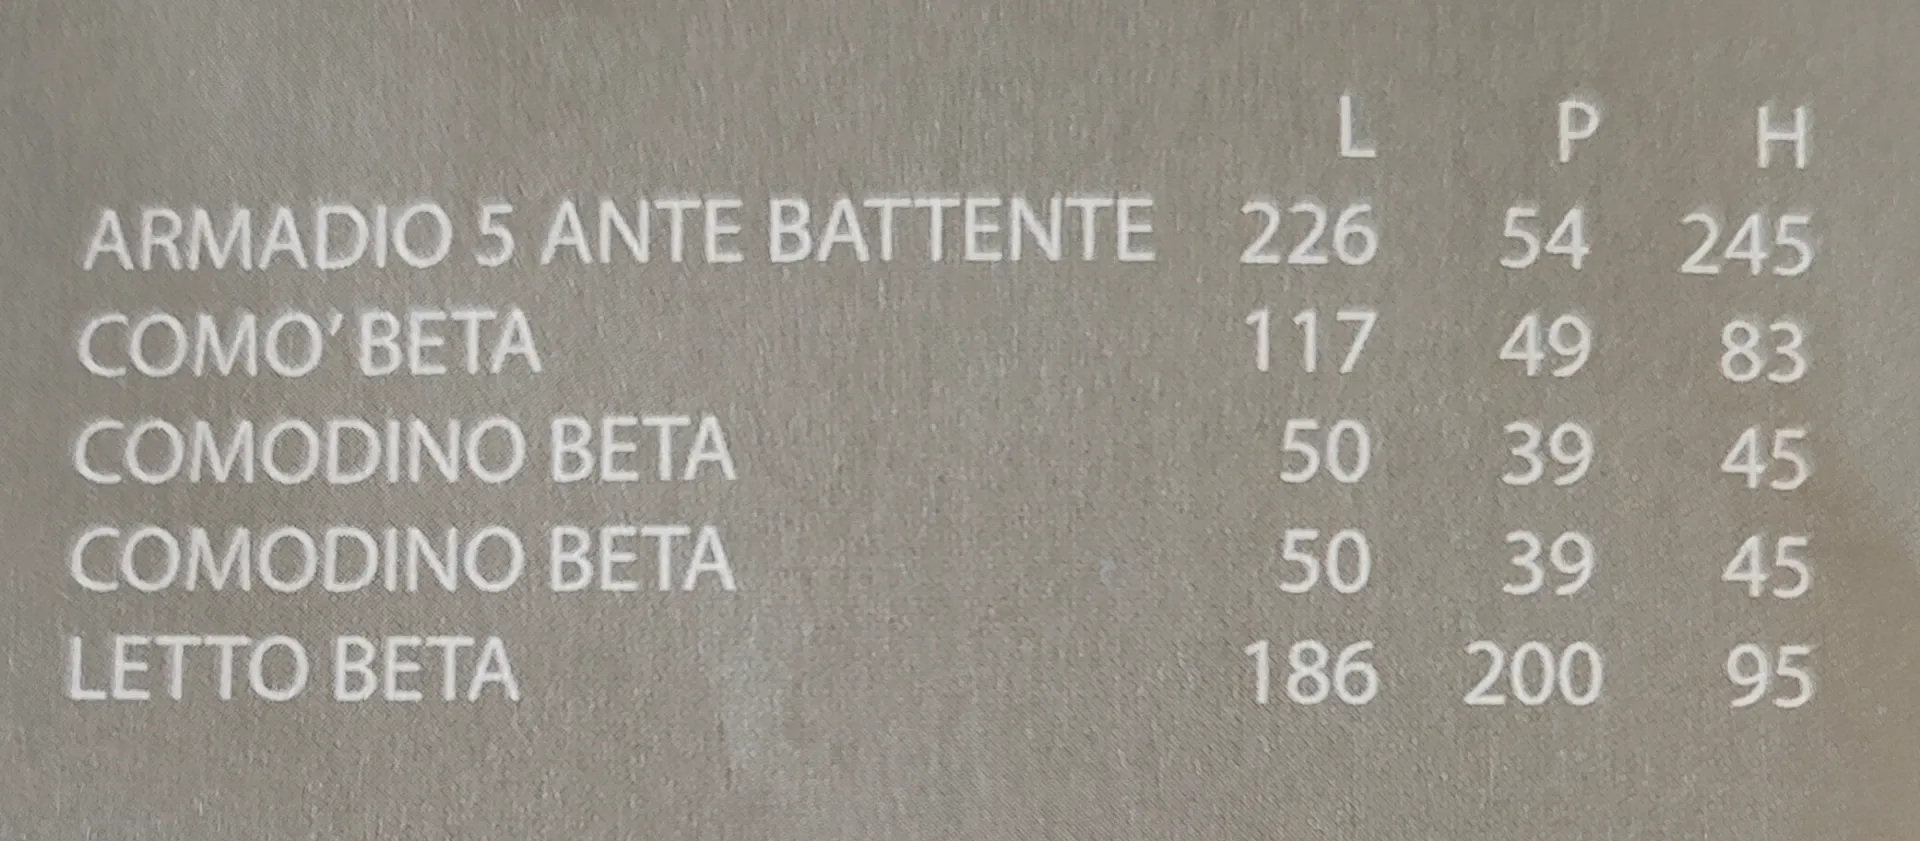 L P H
ARMADIO 5 ANTE BATTENTE 226 54 245
COMO' BETA 117 49 83
COMODINO BETA 50 39 45
COMODINO BETA 50 39 45
LETTO BETA 186 200 95